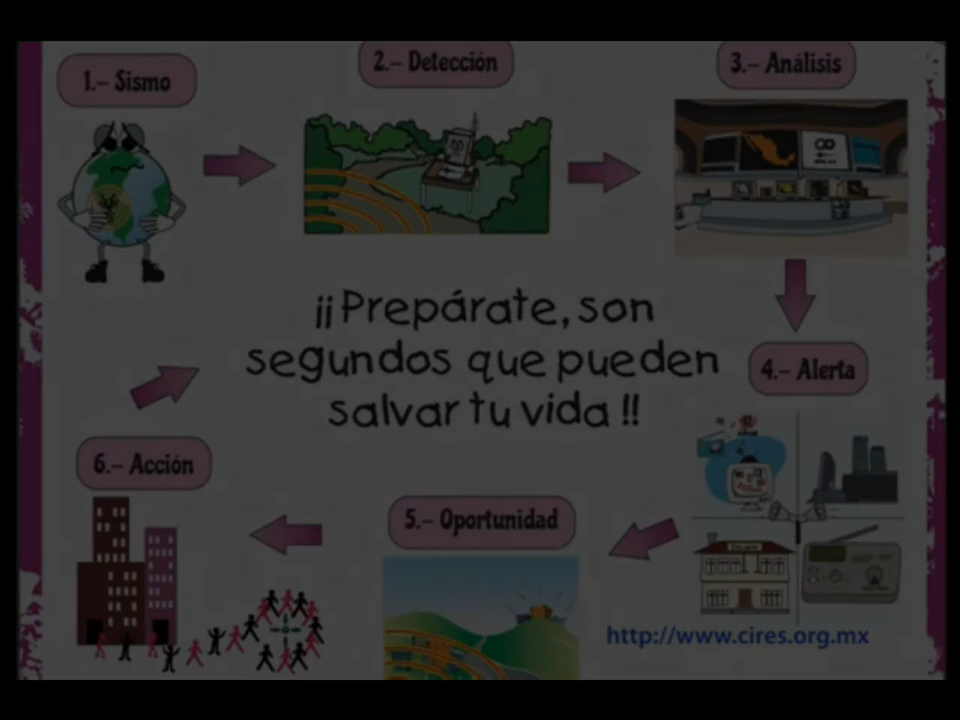 1.- Sismo
2.- Detección
3.- Análisis
¡¡Prepárate, son
segundos que pueden
salvar tu vida !!
4.- Alerta
6.- Acción
5.- Oportunidad
http://www.cires.org.mx